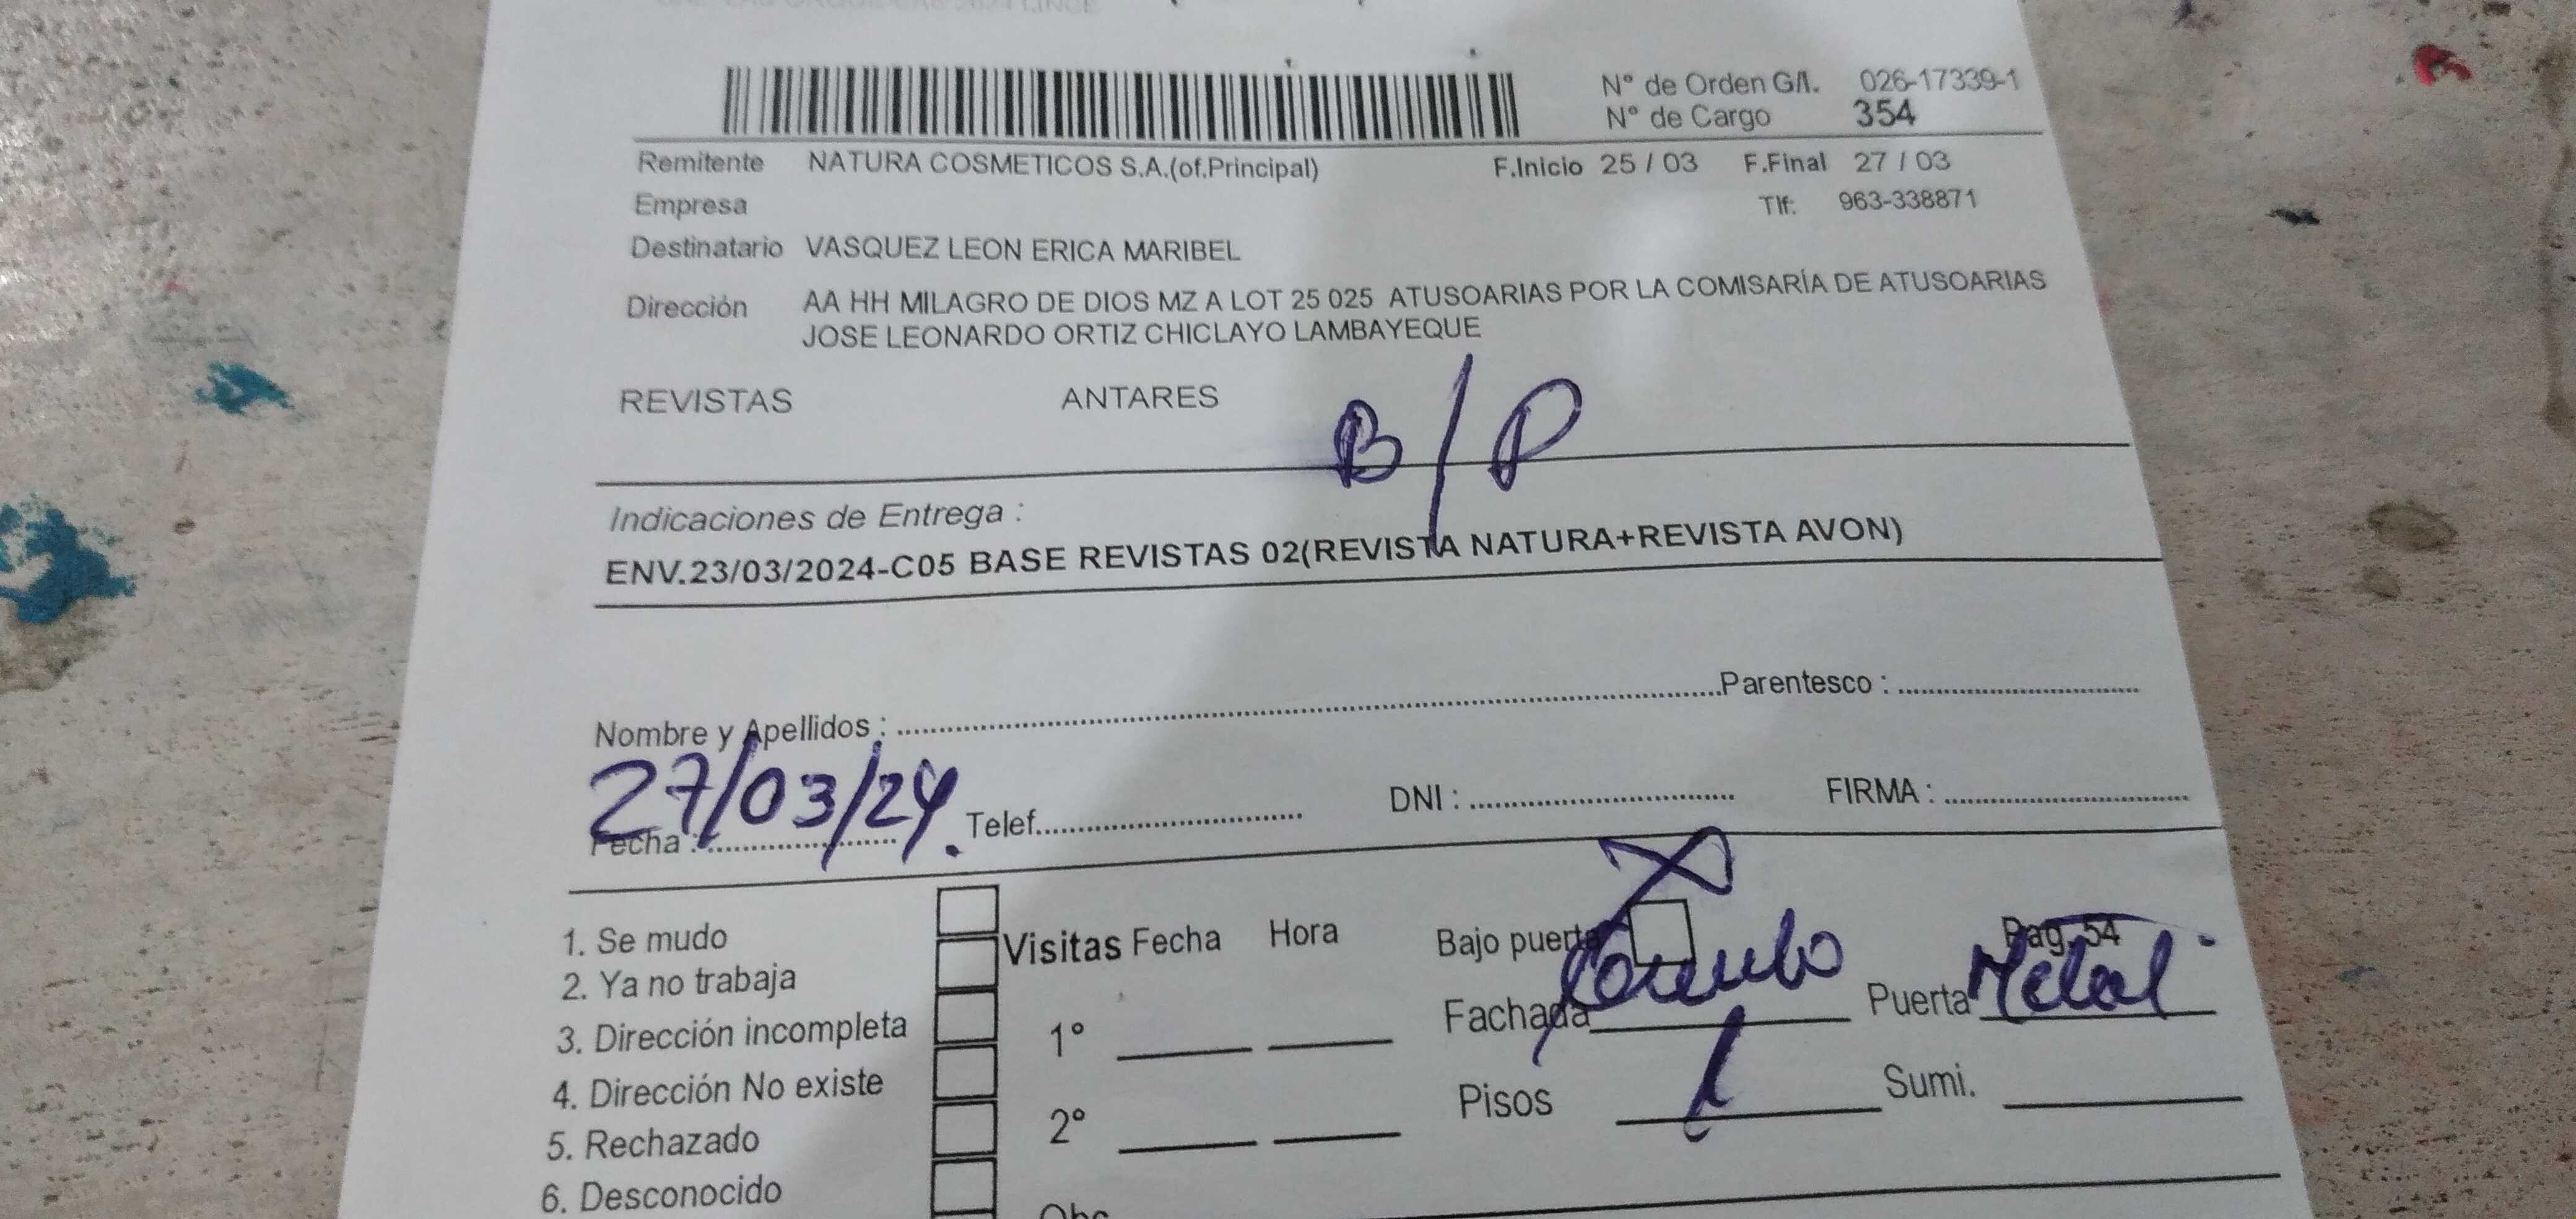 N° de Orden G/I. 026-17339-1
N° de Cargo 354
Remitente NATURA COSMETICOS S.A.(of.Principal) F.Inicio 25 / 03 F.Final 27 / 03
Empresa Tlf: 963-338871
Destinatario VASQUEZ LEON ERICA MARIBEL
Dirección AA HH MILAGRO DE DIOS MZ A LOT 25 025 ATUSOARIAS POR LA COMISARÍA DE ATUSOARIAS
JOSE LEONARDO ORTIZ CHICLAYO LAMBAYEQUE
REVISTAS ANTARES B/P
Indicaciones de Entrega :
ENV.23/03/2024-C05 BASE REVISTAS 02(REVISTA NATURA+REVISTA AVON)
Nombre y Apellidos : Parentesco :
Fecha : 27/03/24. Telef. DNI : FIRMA :
1. Se mudo
2. Ya no trabaja
3. Dirección incompleta
4. Dirección No existe
5. Rechazado
6. Desconocido
Visitas Fecha Hora
1°
2°
Obs
Bajo puerta X Pag. 54
Fachada Puerta Metal
Pisos 1 Sumi.